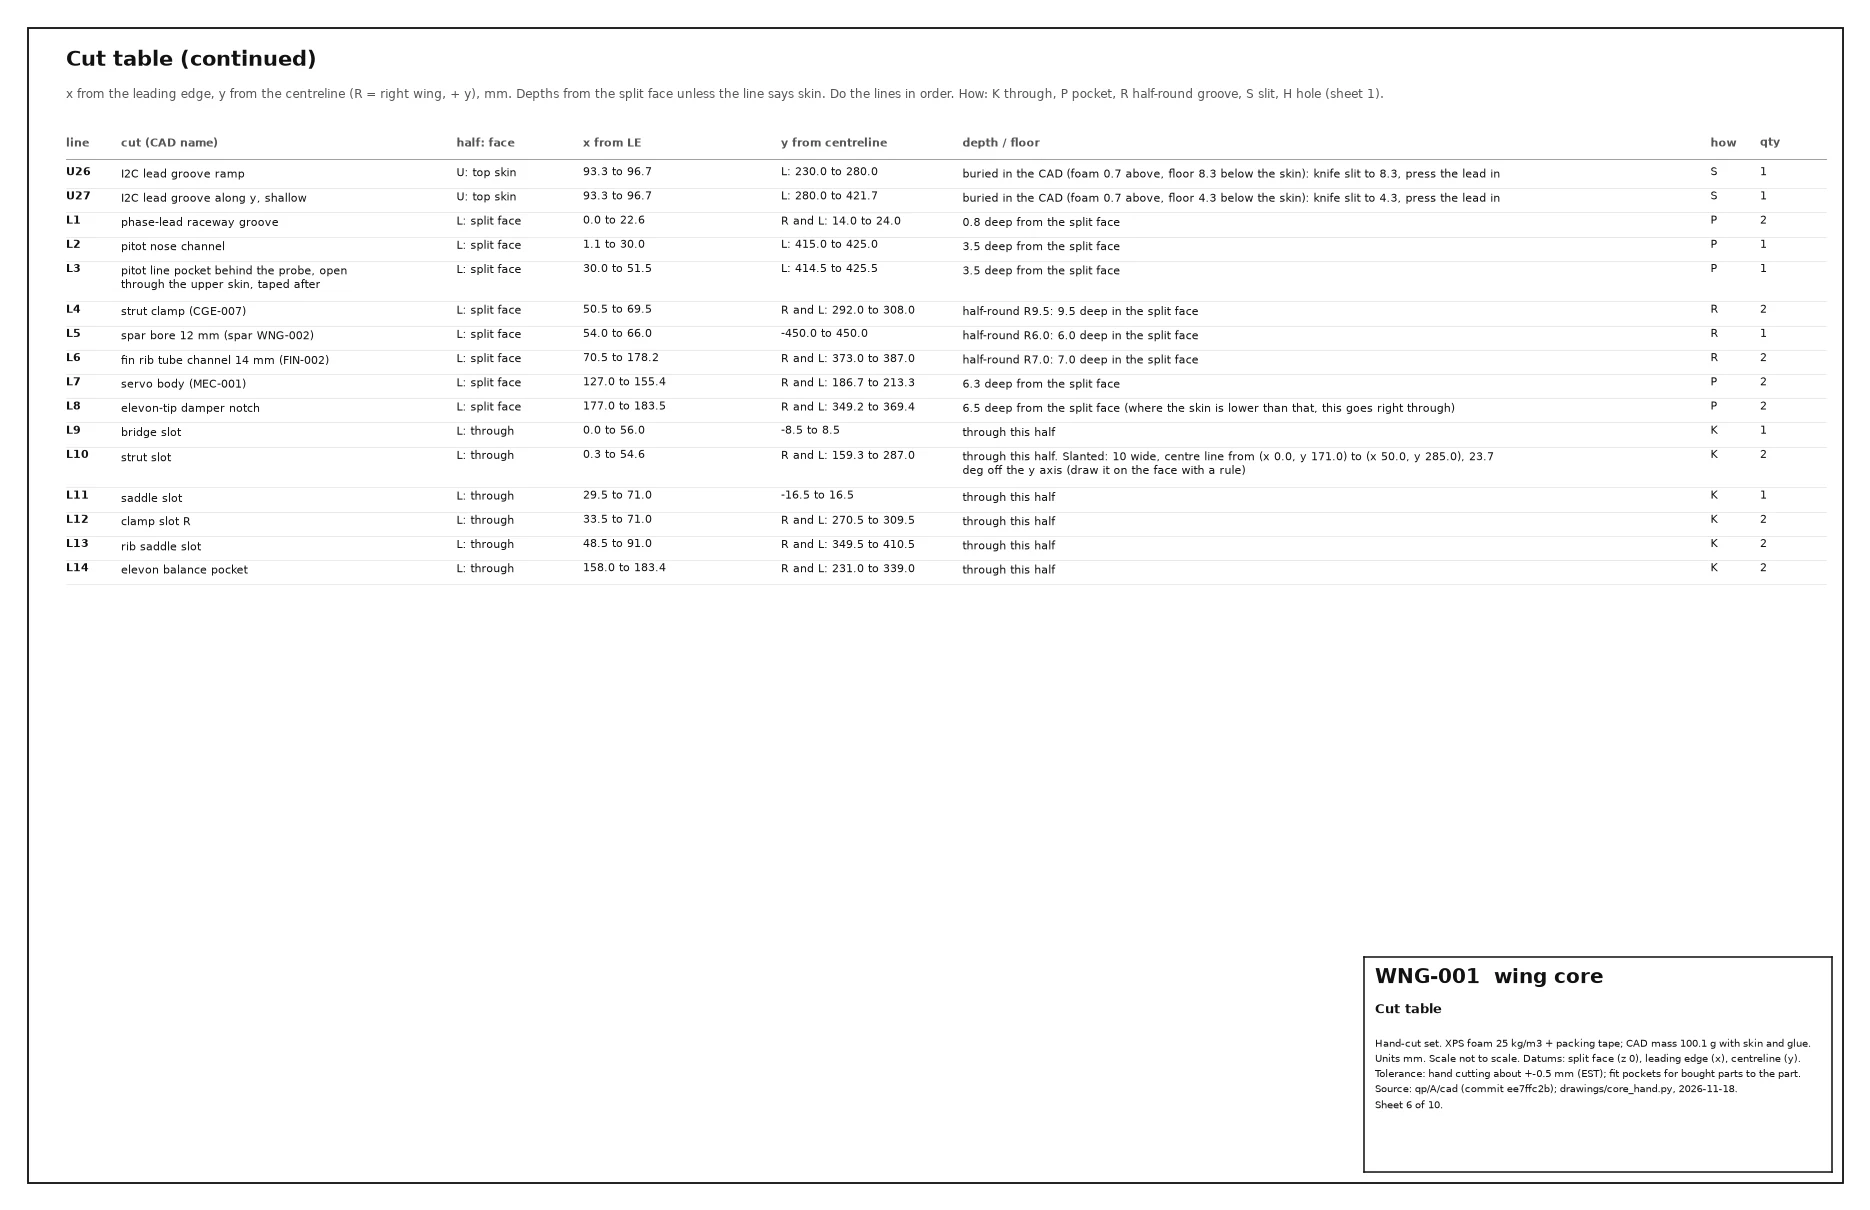 Cut table (continued)
x from the leading edge, y from the centreline (R = right wing, + y), mm. Depths from the split face unless the line says skin. Do the lines in order. How: K through, P pocket, R half-round groove, S slit, H hole (sheet 1).
line cut (CAD name) half: face x from LE y from centreline depth / floor how qty
U26 I2C lead groove ramp U: top skin 93.3 to 96.7 L: 230.0 to 280.0 buried in the CAD (foam 0.7 above, floor 8.3 below the skin): knife slit to 8.3, press the lead in S 1
U27 I2C lead groove along y, shallow U: top skin 93.3 to 96.7 L: 280.0 to 421.7 buried in the CAD (foam 0.7 above, floor 4.3 below the skin): knife slit to 4.3, press the lead in S 1
L1 phase-lead raceway groove L: split face 0.0 to 22.6 R and L: 14.0 to 24.0 0.8 deep from the split face P 2
L2 pitot nose channel L: split face 1.1 to 30.0 L: 415.0 to 425.0 3.5 deep from the split face P 1
L3 pitot line pocket behind the probe, open L: split face 30.0 to 51.5 L: 414.5 to 425.5 3.5 deep from the split face P 1
through the upper skin, taped after
L4 strut clamp (CGE-007) L: split face 50.5 to 69.5 R and L: 292.0 to 308.0 half-round R9.5: 9.5 deep in the split face R 2
L5 spar bore 12 mm (spar WNG-002) L: split face 54.0 to 66.0 -450.0 to 450.0 half-round R6.0: 6.0 deep in the split face R 1
L6 fin rib tube channel 14 mm (FIN-002) L: split face 70.5 to 178.2 R and L: 373.0 to 387.0 half-round R7.0: 7.0 deep in the split face R 2
L7 servo body (MEC-001) L: split face 127.0 to 155.4 R and L: 186.7 to 213.3 6.3 deep from the split face P 2
L8 elevon-tip damper notch L: split face 177.0 to 183.5 R and L: 349.2 to 369.4 6.5 deep from the split face (where the skin is lower than that, this goes right through) P 2
L9 bridge slot L: through 0.0 to 56.0 -8.5 to 8.5 through this half K 1
L10 strut slot L: through 0.3 to 54.6 R and L: 159.3 to 287.0 through this half. Slanted: 10 wide, centre line from (x 0.0, y 171.0) to (x 50.0, y 285.0), 23.7 K 2
deg off the y axis (draw it on the face with a rule)
L11 saddle slot L: through 29.5 to 71.0 -16.5 to 16.5 through this half K 1
L12 clamp slot R L: through 33.5 to 71.0 R and L: 270.5 to 309.5 through this half K 2
L13 rib saddle slot L: through 48.5 to 91.0 R and L: 349.5 to 410.5 through this half K 2
L14 elevon balance pocket L: through 158.0 to 183.4 R and L: 231.0 to 339.0 through this half K 2
WNG-001 wing core
Cut table
Hand-cut set. XPS foam 25 kg/m3 + packing tape; CAD mass 100.1 g with skin and glue.
Units mm. Scale not to scale. Datums: split face (z 0), leading edge (x), centreline (y).
Tolerance: hand cutting about +-0.5 mm (EST); fit pockets for bought parts to the part.
Source: qp/A/cad (commit ee7ffc2b); drawings/core_hand.py, 2026-11-18.
Sheet 6 of 10.